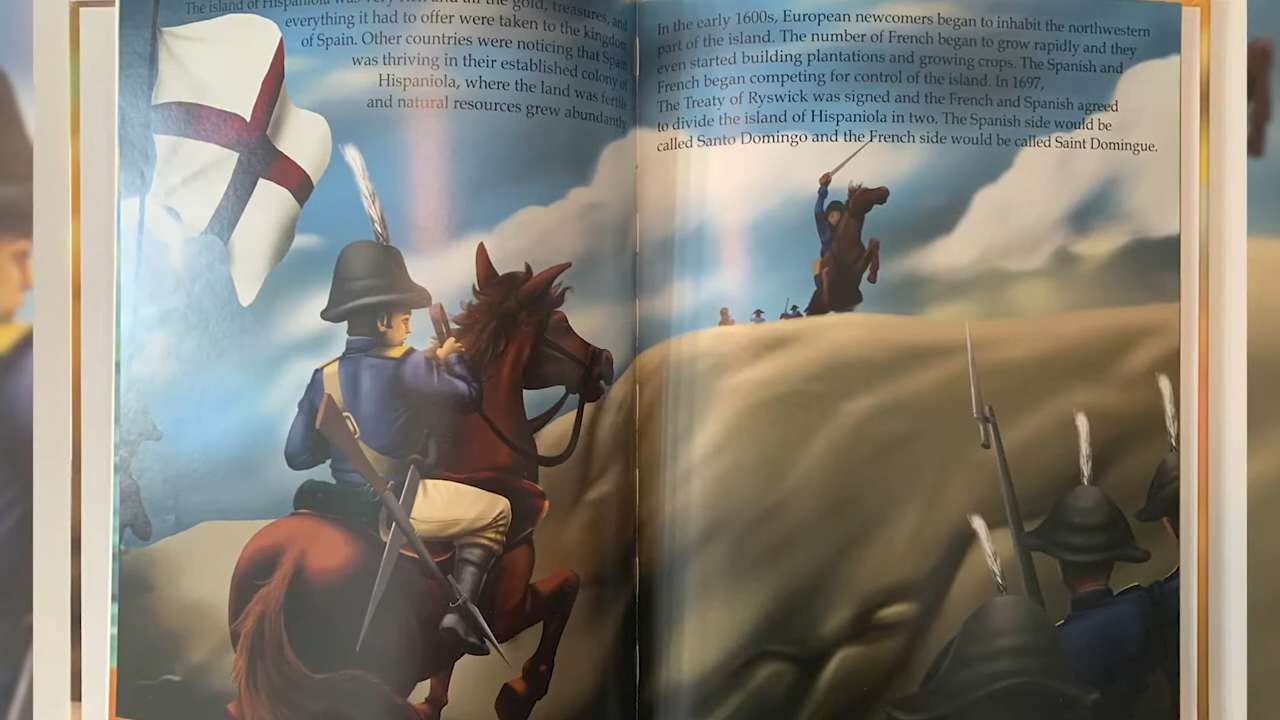 The island of Hispaniola was very rich and all the gold, treasures, and
everything it had to offer were taken to the kingdom
of Spain. Other countries were noticing that Spain
was thriving in their established colony of
Hispaniola, where the land was fertile
and natural resources grew abundantly.
In the early 1600s, European newcomers began to inhabit the northwestern
part of the island. The number of French began to grow rapidly and they
even started building plantations and growing crops. The Spanish and
French began competing for control of the island. In 1697,
The Treaty of Ryswick was signed and the French and Spanish agreed
to divide the island of Hispaniola in two. The Spanish side would be
called Santo Domingo and the French side would be called Saint Domingue.